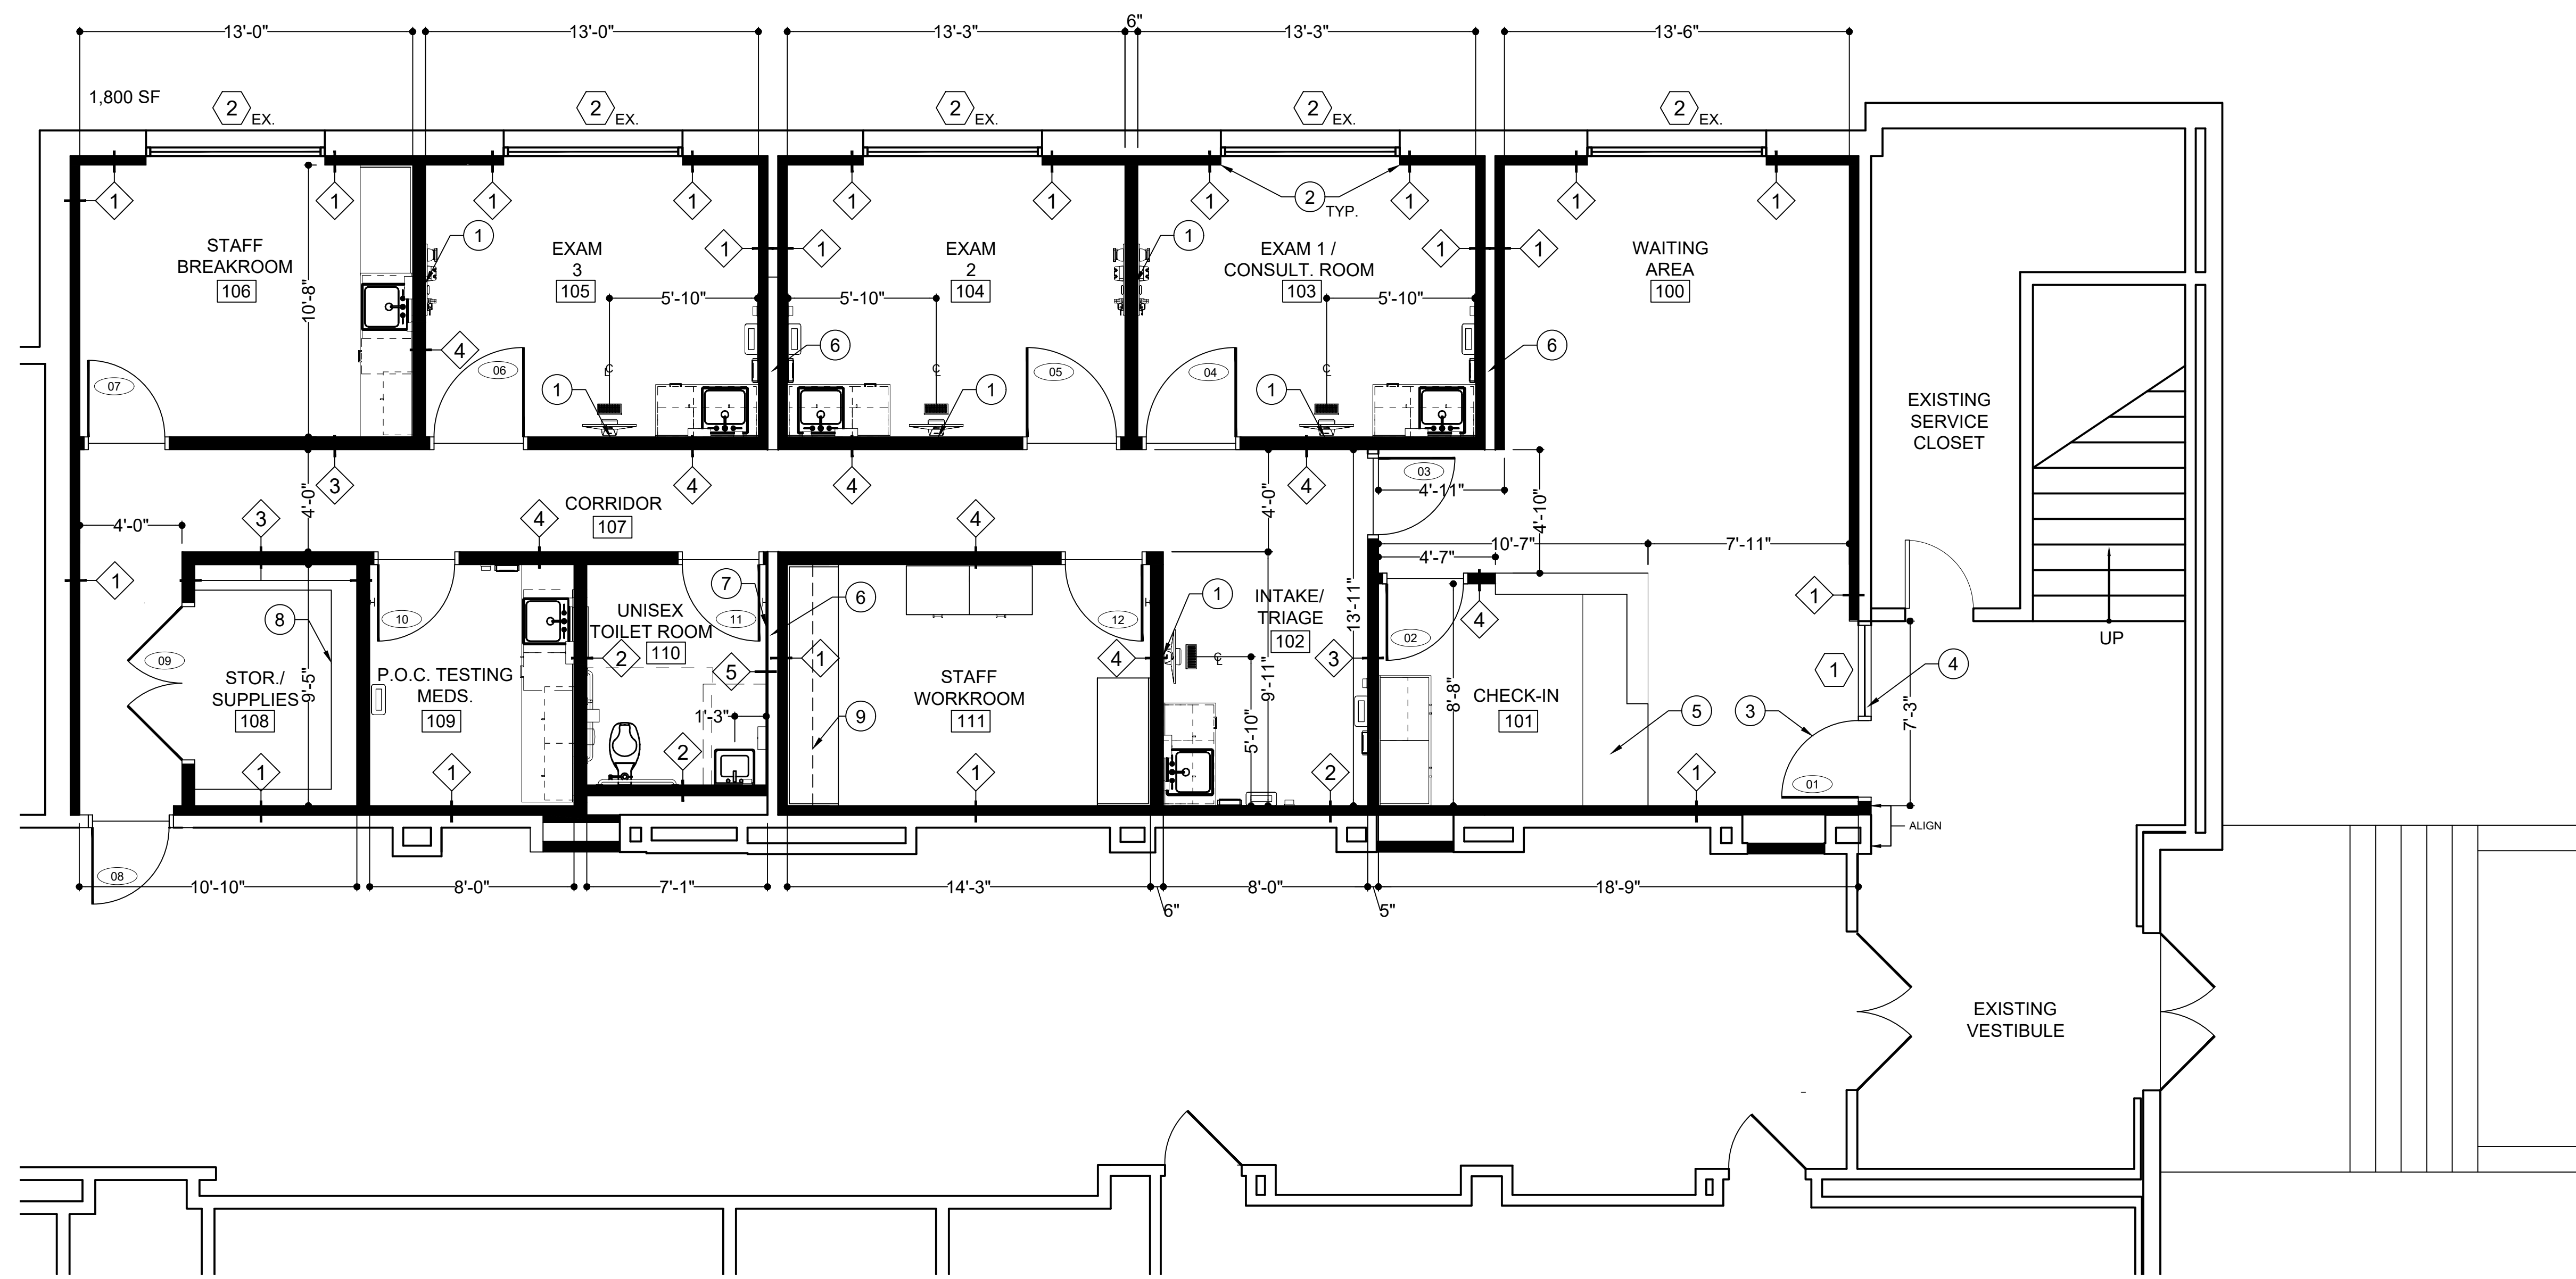 13'-0"
13'-0"
13'-3"
6"
13'-3"
13'-6"
1,800 SF
2 EX.
2 EX.
2 EX.
2 EX.
2 EX.
1
1
1
1
1
1
1
1
1
1
2 TYP.
1
1
1
1
1
1
STAFF
BREAKROOM
106
10'-8"
EXAM
3
105
5'-10"
EXAM
2
104
5'-10"
EXAM 1 /
CONSULT. ROOM
103
5'-10"
WAITING
AREA
100
4
6
6
07
06
05
04
1
1
1
CL
CL
CL
EXISTING
SERVICE
CLOSET
3
4
4
4
03
4'-11"
4'-0"
4'-0"
4'-0"
3
4
CORRIDOR
107
4
4'-10"
10'-7"
7'-11"
4'-7"
1
7
6
1
1
8
10
11
12
UNISEX
TOILET ROOM
110
INTAKE/
TRIAGE
102
13'-11"
4
02
UP
09
2
5
1
4
CL
3
1
4
STOR./
SUPPLIES
108
9'-5"
P.O.C. TESTING
MEDS.
109
1'-3"
STAFF
WORKROOM
111
9'-11"
8'-8"
CHECK-IN
101
5
3
7'-3"
9
5'-10"
1
1
2
1
2
1
01
ALIGN
08
10'-10"
8'-0"
7'-1"
14'-3"
6"
8'-0"
5"
18'-9"
EXISTING
VESTIBULE